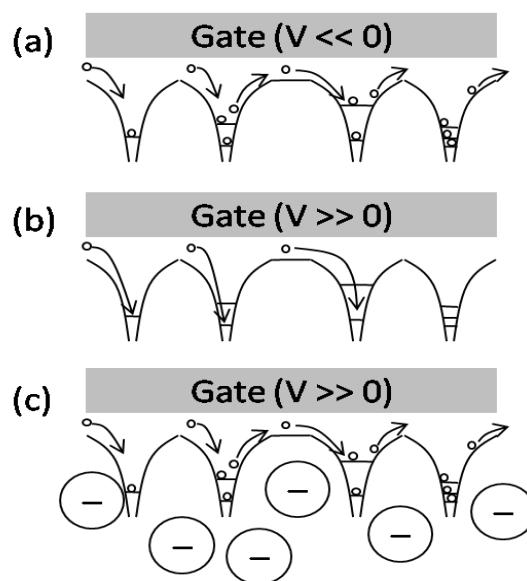 (a)
Gate (V << 0)
(b)
Gate (V >> 0)
(c)
Gate (V >> 0)
− − − − − −